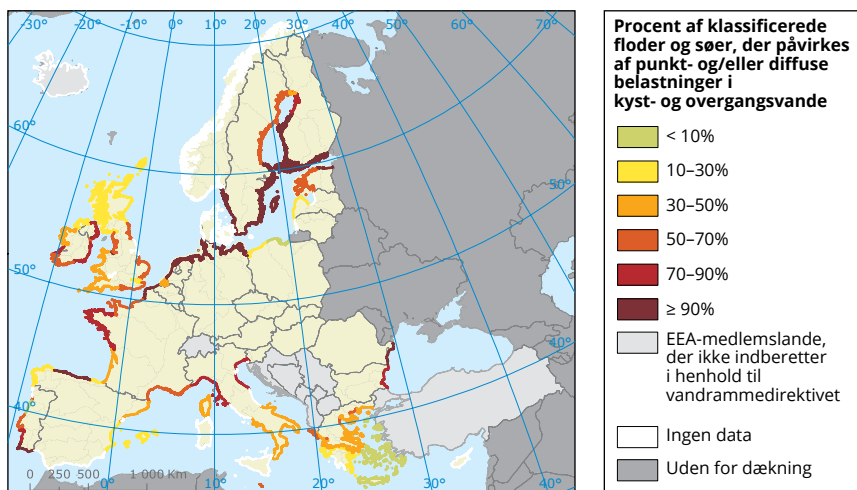 -30°
-20°
-10°
0°
10°
20°
30°
40°
50°
60°
70°
60°
50°
50°
50°
40°
40°
40°
0 250 500 1 000 Km
0°
10°
20°
30°
40°
Procent af klassificerede
floder og søer, der påvirkes
af punkt- og/eller diffuse
belastninger i
kyst- og overgangsvande
< 10%
10–30%
30–50%
50–70%
70–90%
≥ 90%
EEA-medlemslande,
der ikke indberetter
i henhold til
vandrammedirektivet
Ingen data
Uden for dækning